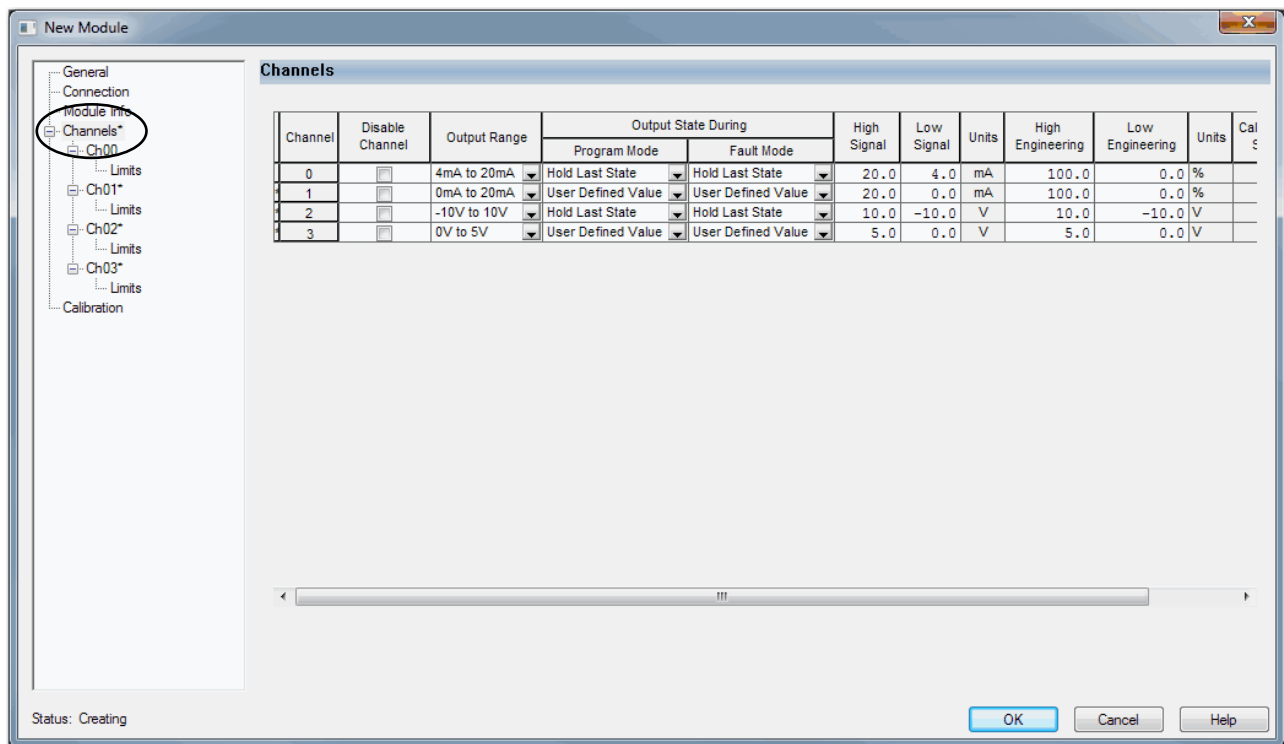 New Module
X
General
Connection
Module Info
Channels*
Ch00
Limits
Ch01*
Limits
Ch02*
Limits
Ch03*
Limits
Calibration
Channels
Channel Disable Channel Output Range Output State During High Signal Low Signal Units High Engineering Low Engineering Units Cal
Program Mode Fault Mode
0 4mA to 20mA Hold Last State Hold Last State 20.0 4.0 mA 100.0 0.0 %
* 1 0mA to 20mA User Defined Value User Defined Value 20.0 0.0 mA 100.0 0.0 %
* 2 -10V to 10V Hold Last State Hold Last State 10.0 -10.0 V 10.0 -10.0 V
* 3 0V to 5V User Defined Value User Defined Value 5.0 0.0 V 5.0 0.0 V
Status: Creating
OK Cancel Help